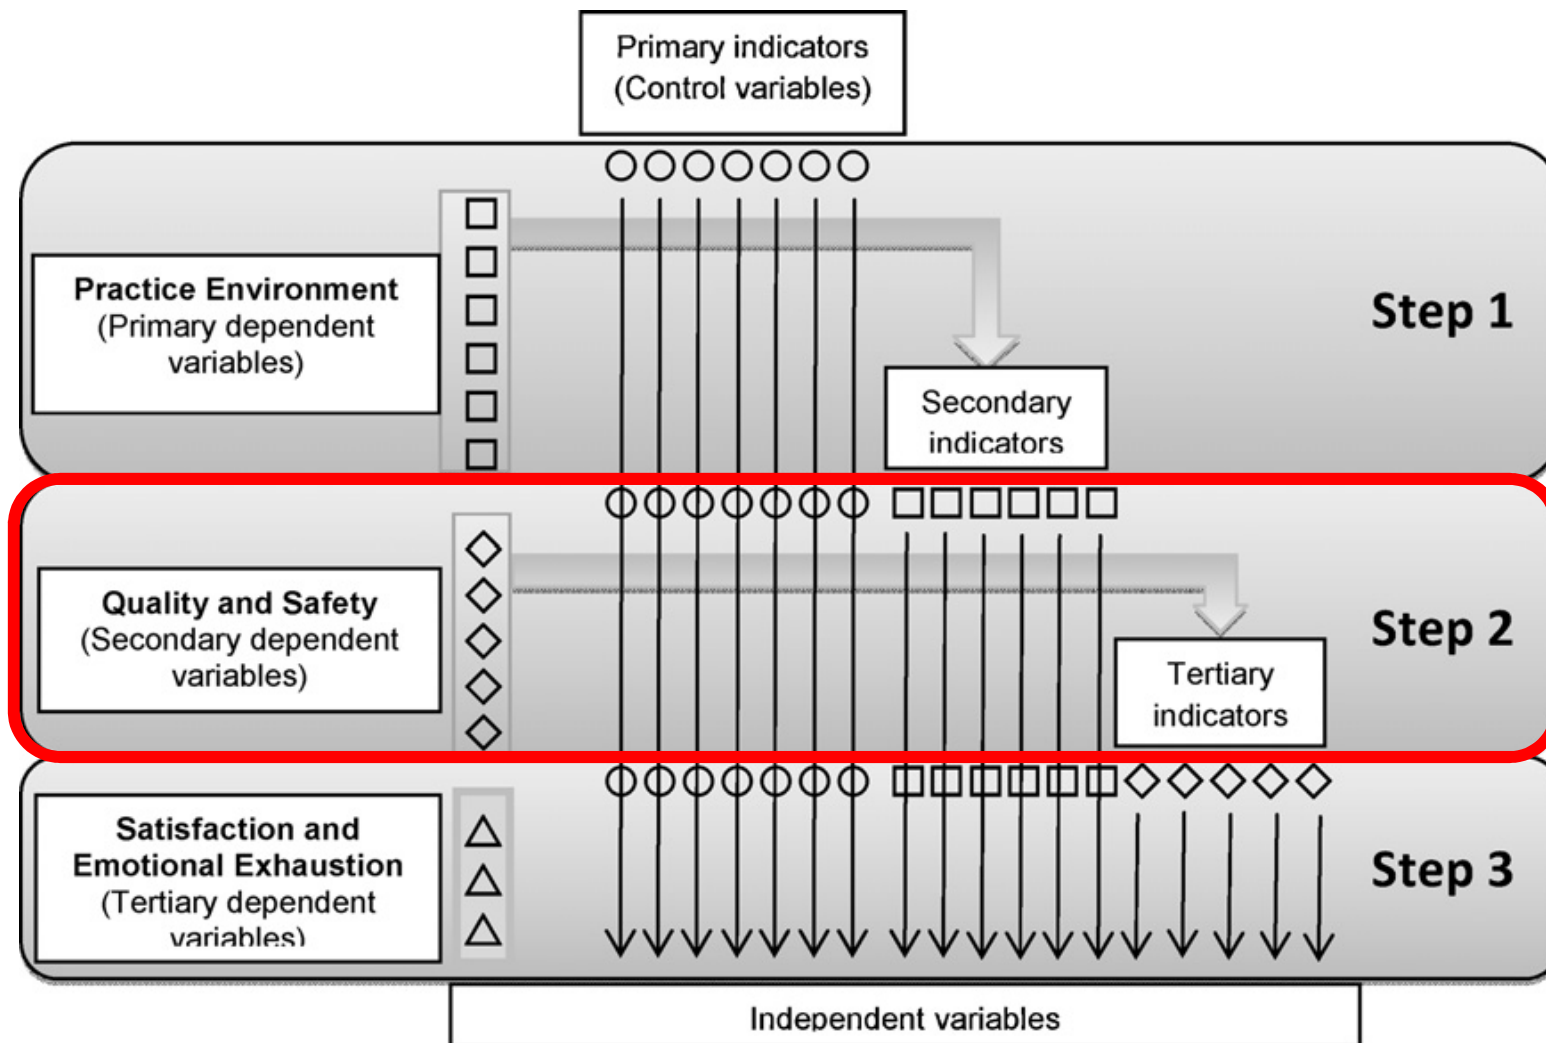 Primary indicators
(Control variables)
Practice Environment
(Primary dependent
variables)
Step 1
Secondary
indicators
Quality and Safety
(Secondary dependent
variables)
Step 2
Tertiary
indicators
Satisfaction and
Emotional Exhaustion
(Tertiary dependent
variables)
Step 3
Independent variables